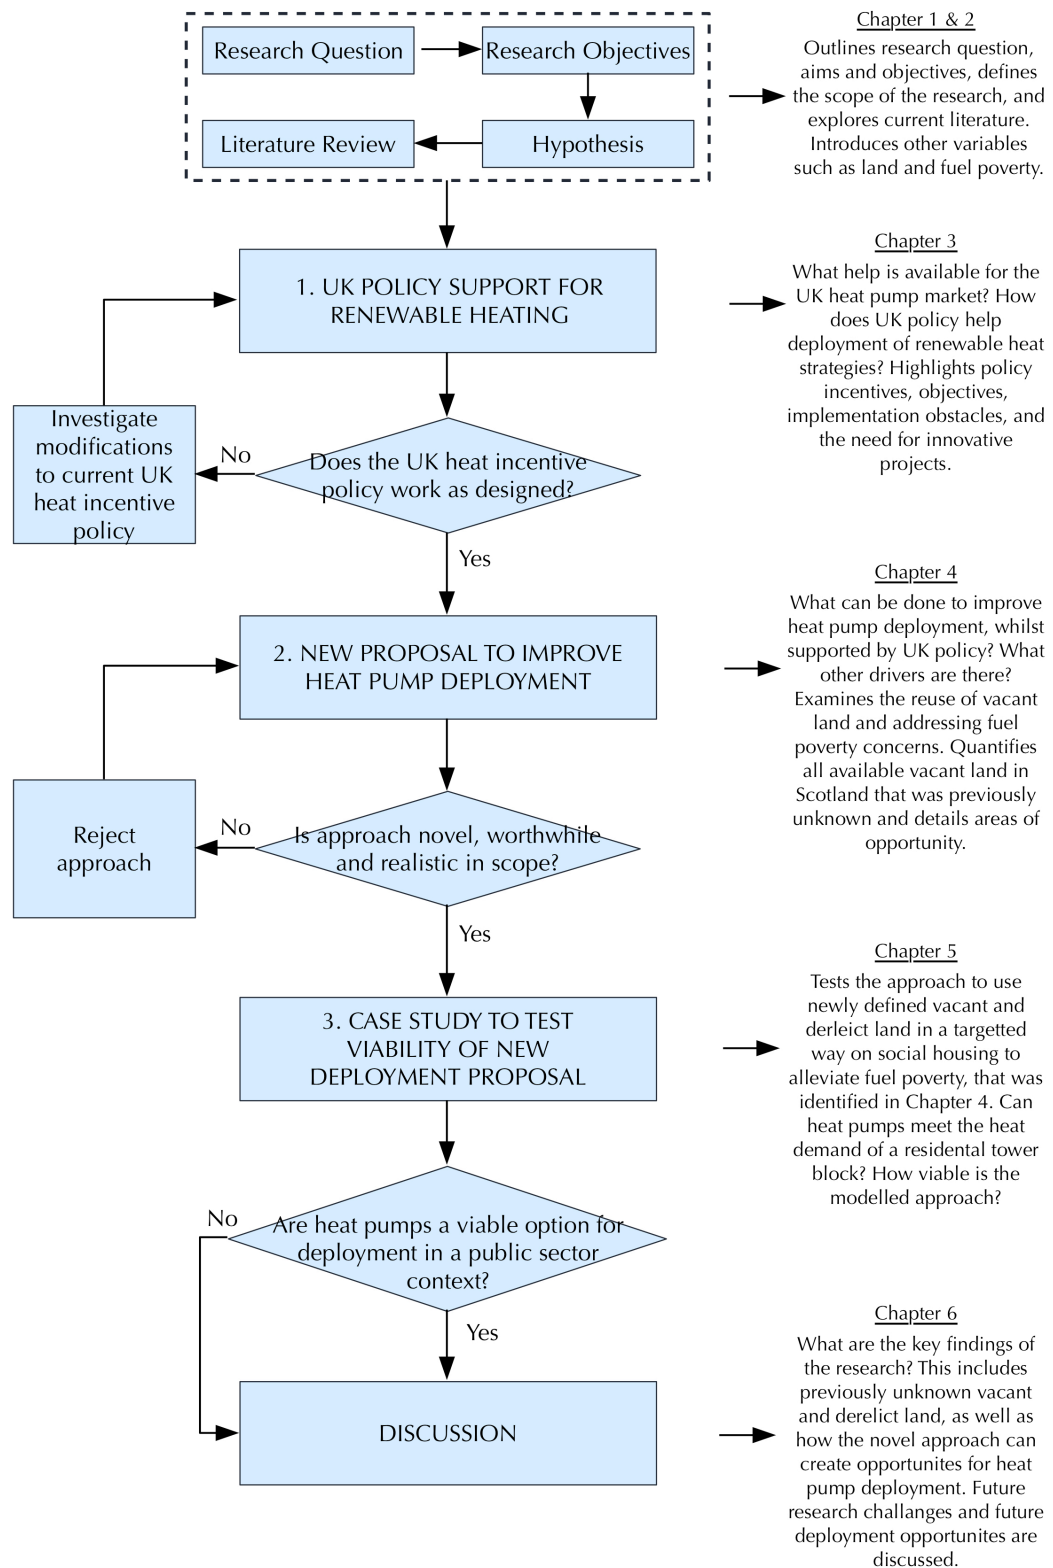 Research Question
Research Objectives
Literature Review
Hypothesis
Chapter 1 & 2
Outlines research question,
aims and objectives, defines
the scope of the research, and
explores current literature.
Introduces other variables
such as land and fuel poverty.
1. UK POLICY SUPPORT FOR
RENEWABLE HEATING
Chapter 3
What help is available for the
UK heat pump market? How
does UK policy help
deployment of renewable heat
strategies? Highlights policy
incentives, objectives,
implementation obstacles, and
the need for innovative
projects.
Investigate
modifications
to current UK
heat incentive
policy
No
Does the UK heat incentive
policy work as designed?
Yes
2. NEW PROPOSAL TO IMPROVE
HEAT PUMP DEPLOYMENT
Chapter 4
What can be done to improve
heat pump deployment, whilst
supported by UK policy? What
other drivers are there?
Examines the reuse of vacant
land and addressing fuel
poverty concerns. Quantifies
all available vacant land in
Scotland that was previously
unknown and details areas of
opportunity.
Reject
approach
No
Is approach novel, worthwhile
and realistic in scope?
Yes
3. CASE STUDY TO TEST
VIABILITY OF NEW
DEPLOYMENT PROPOSAL
Chapter 5
Tests the approach to use
newly defined vacant and
derleict land in a targetted
way on social housing to
alleviate fuel poverty, that was
identified in Chapter 4. Can
heat pumps meet the heat
demand of a residental tower
block? How viable is the
modelled approach?
No
Are heat pumps a viable option for
deployment in a public sector
context?
Yes
DISCUSSION
Chapter 6
What are the key findings of
the research? This includes
previously unknown vacant
and derelict land, as well as
how the novel approach can
create opportunites for heat
pump deployment. Future
research challanges and future
deployment opportunites are
discussed.